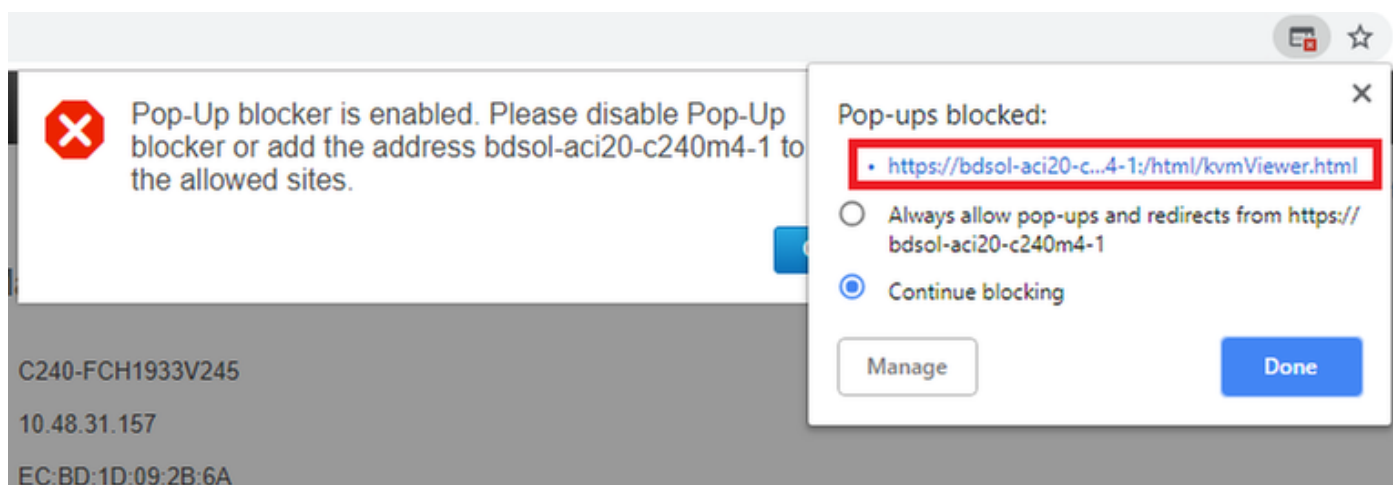 Pop-Up blocker is enabled. Please disable Pop-Up
blocker or add the address bdsol-aci20-c240m4-1 to
the allowed sites.
Pop-ups blocked:
• https://bdsol-aci20-c...4-1:/html/kvmViewer.html
Always allow pop-ups and redirects from https://
bdsol-aci20-c240m4-1
Continue blocking
Manage
Done
C240-FCH1933V245
10.48.31.157
EC:BD:1D:09:2B:6A